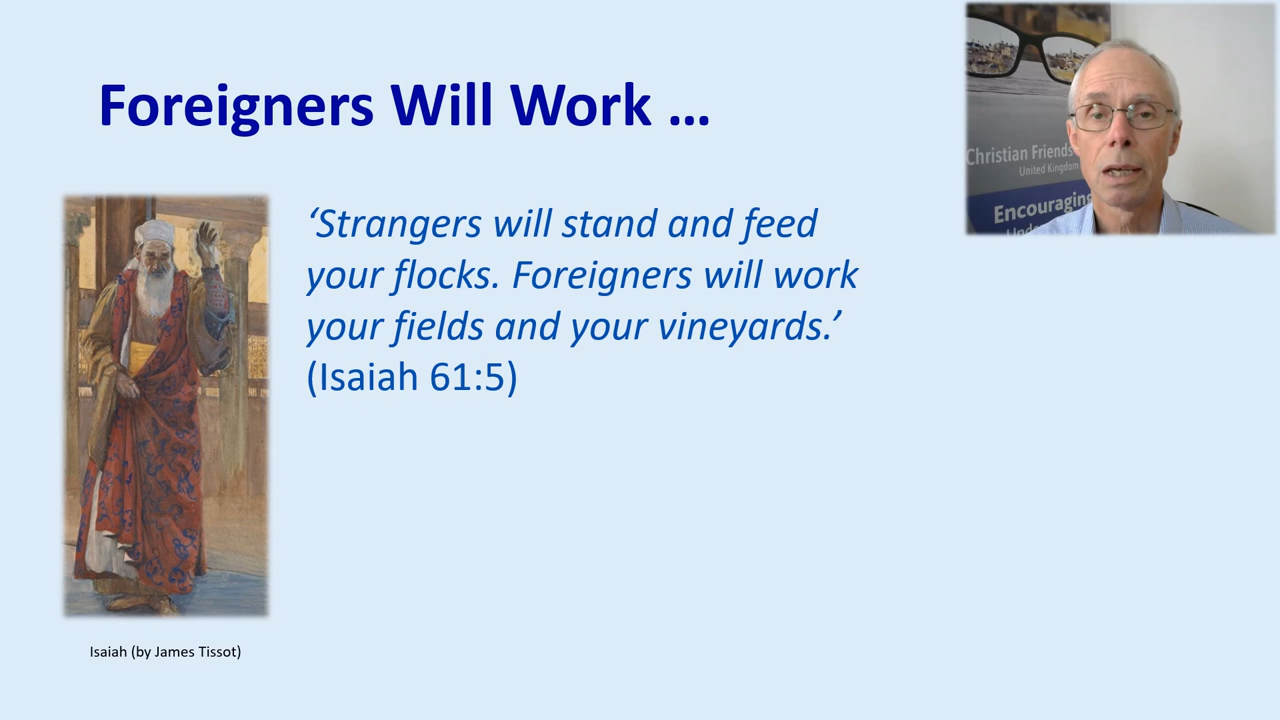 Foreigners Will Work ...
‘Strangers will stand and feed
your flocks. Foreigners will work
your fields and your vineyards.’
(Isaiah 61:5)
Isaiah (by James Tissot)
Christian Friends
United Kingdom
Encouraging